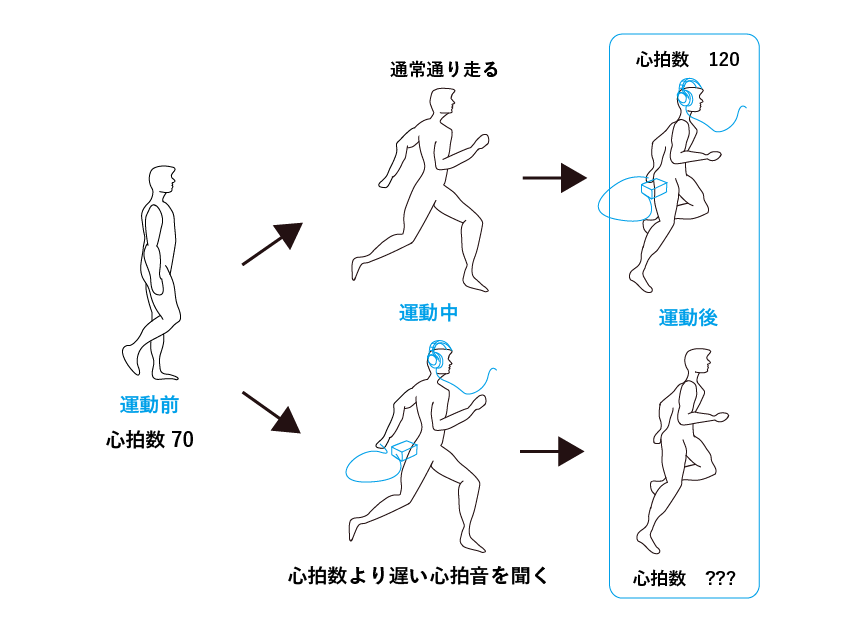 通常通り走る
心拍数 120
運動中
運動後
運動前
心拍数 70
心拍数より遅い心拍音を聞く
心拍数 ???